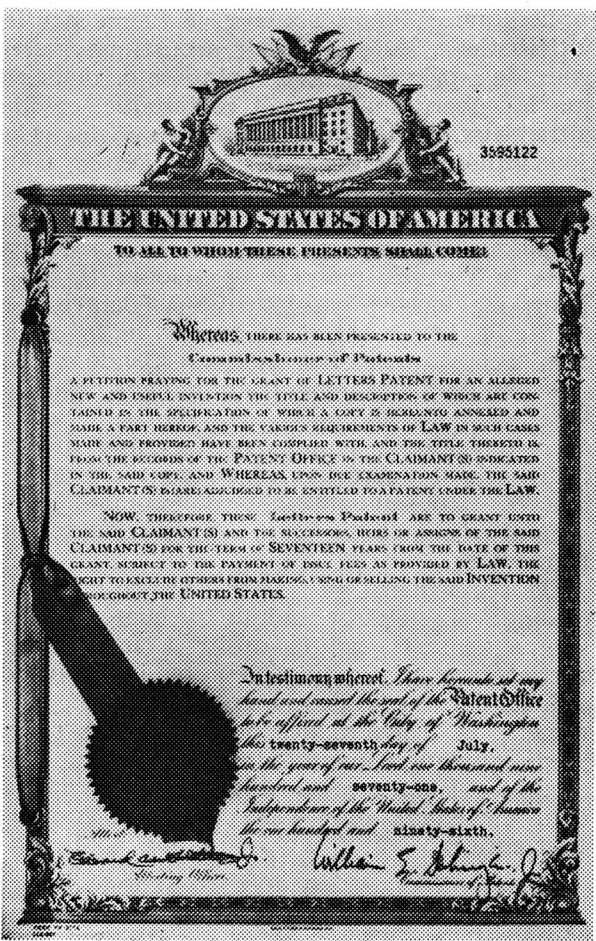 3595122
THE UNITED STATES OF AMERICA
TO ALL TO WHOM THESE PRESENTS SHALL COME:
Whereas, THERE HAS BEEN PRESENTED TO THE
Commissioner of Patents
A PETITION PRAYING FOR THE GRANT OF LETTERS PATENT FOR AN ALLEGED
NEW AND USEFUL INVENTION THE TITLE AND DESCRIPTION OF WHICH ARE CON-
TAINED IN THE SPECIFICATION OF WHICH A COPY IS HEREUNTO ANNEXED AND
MADE A PART HEREOF, AND THE VARIOUS REQUIREMENTS OF LAW IN SUCH CASES
MADE AND PROVIDED HAVE BEEN COMPLIED WITH, AND THE TITLE THERETO IS,
FROM THE RECORDS OF THE PATENT OFFICE IN THE CLAIMANT(S) INDICATED
IN THE SAID COPY, AND WHEREAS, UPON DUE EXAMINATION MADE, THE SAID
CLAIMANT(S) IS (ARE) ADJUDGED TO BE ENTITLED TO A PATENT UNDER THE LAW.
NOW, THEREFORE, THESE Letters Patent ARE TO GRANT UNTO
THE SAID CLAIMANT(S) AND THE SUCCESSORS, HEIRS OR ASSIGNS OF THE SAID
CLAIMANT(S) FOR THE TERM OF SEVENTEEN YEARS FROM THE DATE OF THIS
GRANT, SUBJECT TO THE PAYMENT OF ISSUE FEES AS PROVIDED BY LAW, THE
RIGHT TO EXCLUDE OTHERS FROM MAKING, USING OR SELLING THE SAID INVENTION
THROUGHOUT THE UNITED STATES.
In testimony whereof, I have hereunto set my
hand and caused the seal of the Patent Office
to be affixed at the City of Washington
this twenty-seventh day of July,
in the year of our Lord one thousand nine
hundred and seventy-one, and of the
Independence of the United States of America
the one hundred and ninety-sixth.
Attest:
William E. Schuyler, Jr.
Attesting Officer.
Commissioner of Patents